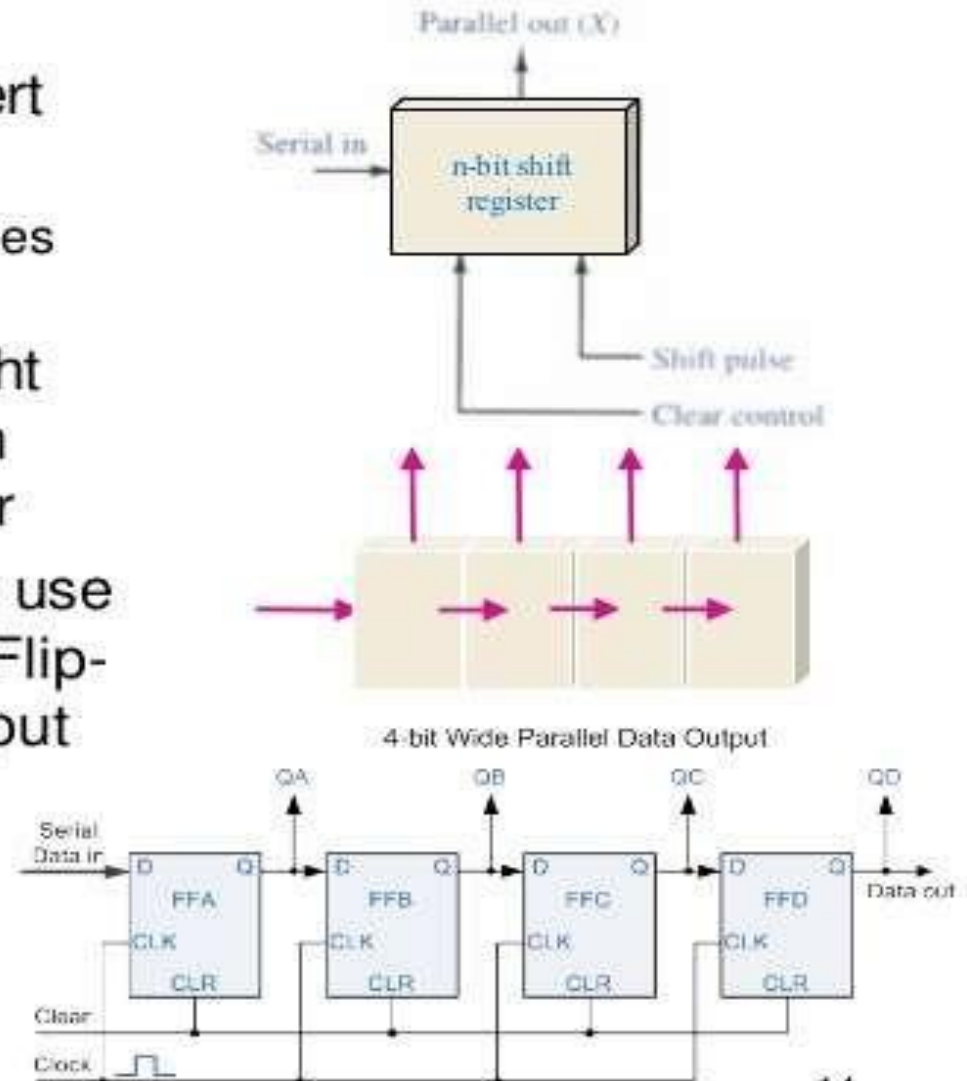 Parallel out (X)
ert
Serial in
n-bit shift
register
es
ht
Shift pulse
Clear control
r
use
Flip-
out
4-bit Wide Parallel Data Output
QA QB QC QD
Serial
Data in
D Q D Q D Q D Q
FFA FFB FFC FFD
Data out
CLK CLK CLK CLK
CLR CLR CLR CLR
Clear
Clock